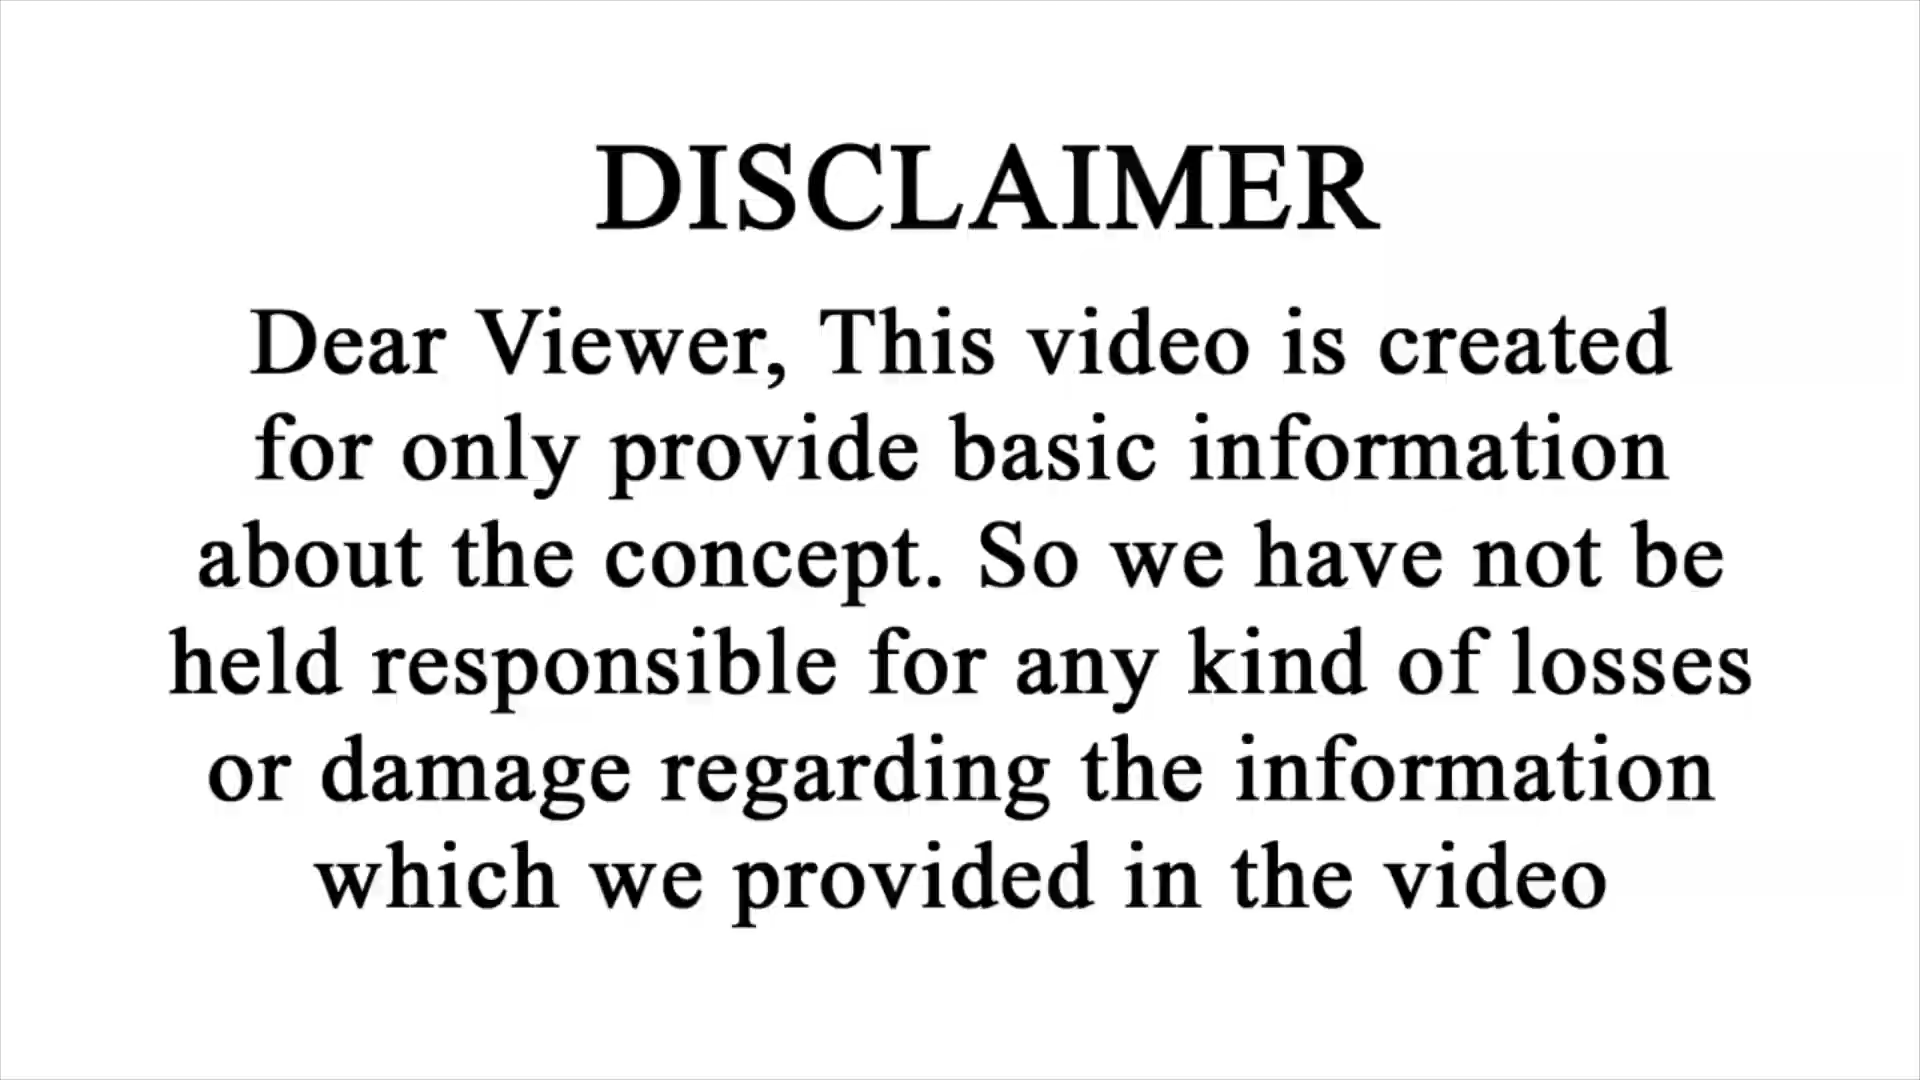 DISCLAIMER
Dear Viewer, This video is created
for only provide basic information
about the concept. So we have not be
held responsible for any kind of losses
or damage regarding the information
which we provided in the video